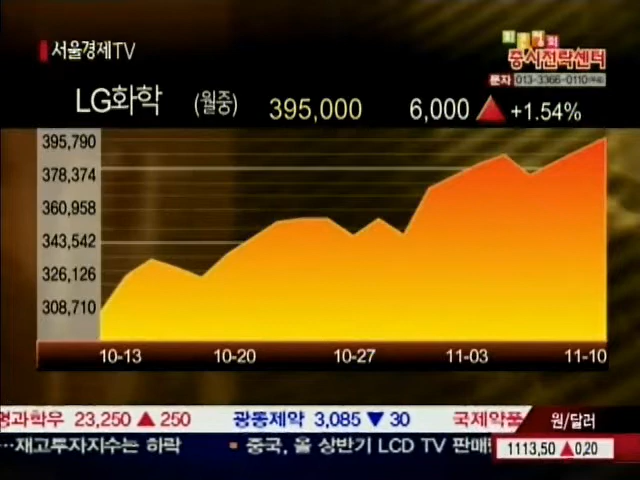 서울경제TV
증시전략센터
문자 013-3366-0110
LG화학 (월중) 395,000 6,000 ▲ +1.54%
395,790
378,374
360,958
343,542
326,126
308,710
10-13 10-20 10-27 11-03 11-10
명과학우 23,250 ▲ 250 광동제약 3,085 ▼ 30 국제약품 원/달러
…재고투자지수는 하락 중국, 올 상반기 LCD TV 판매 1113,50 ▲ 0,20